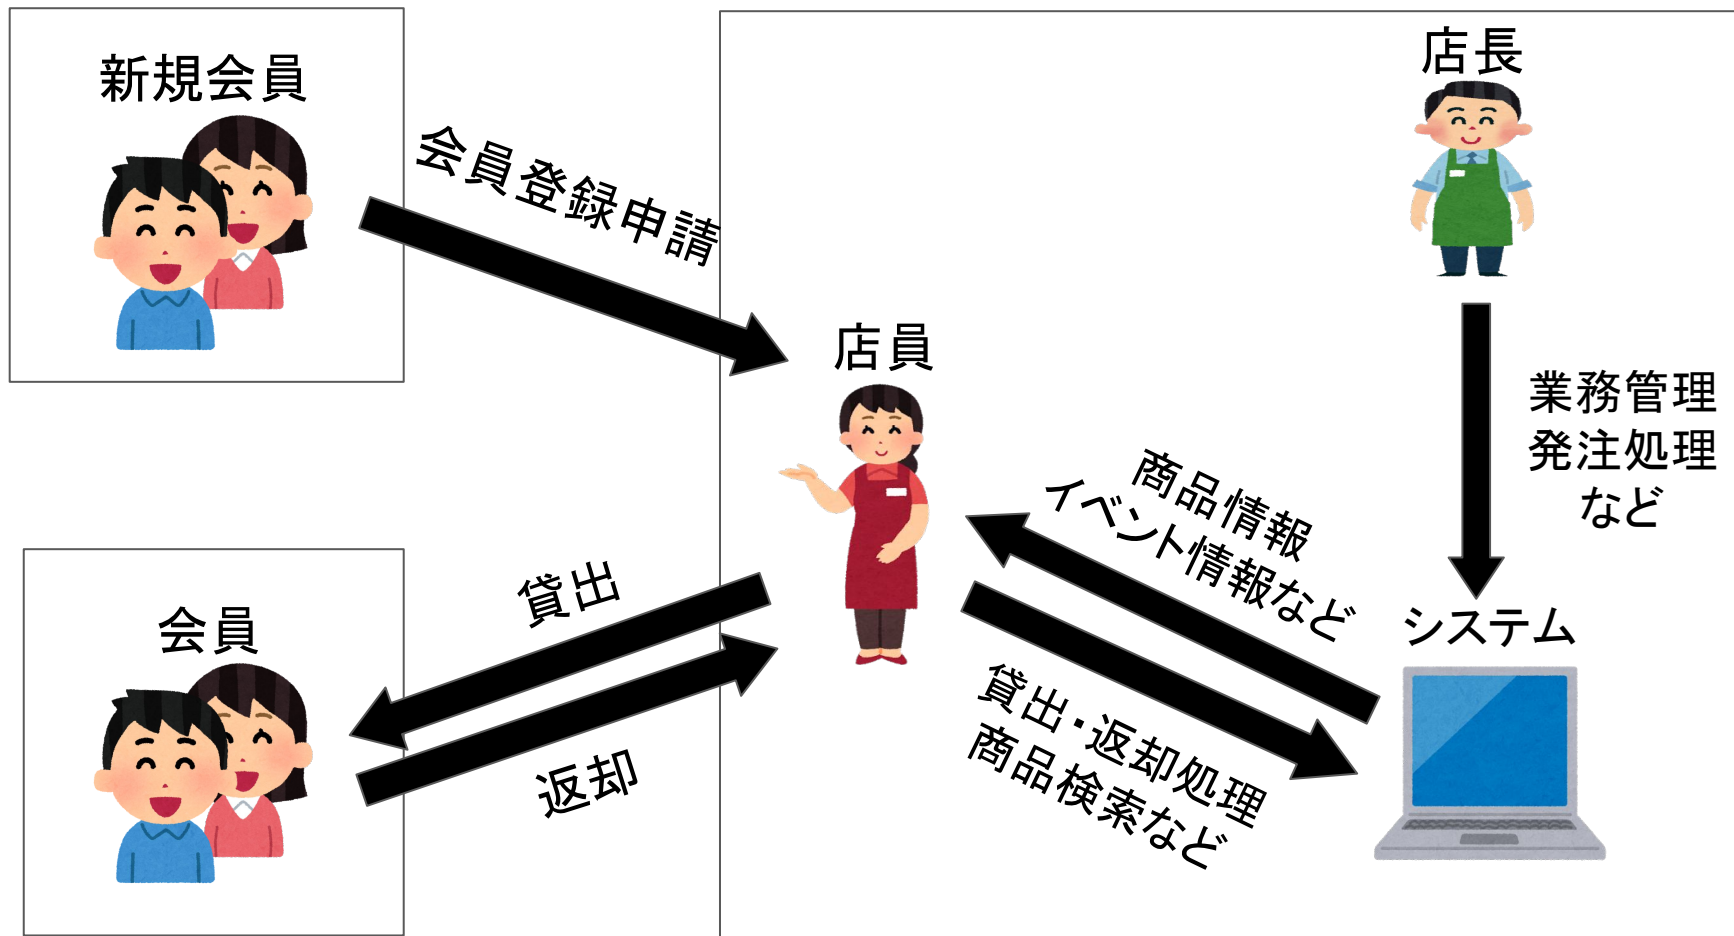 新規会員
会員登録申請
店長
店員
業務管理
発注処理
など
商品情報
イベント情報など
貸出
返却
会員
システム
貸出・返却処理
商品検索など